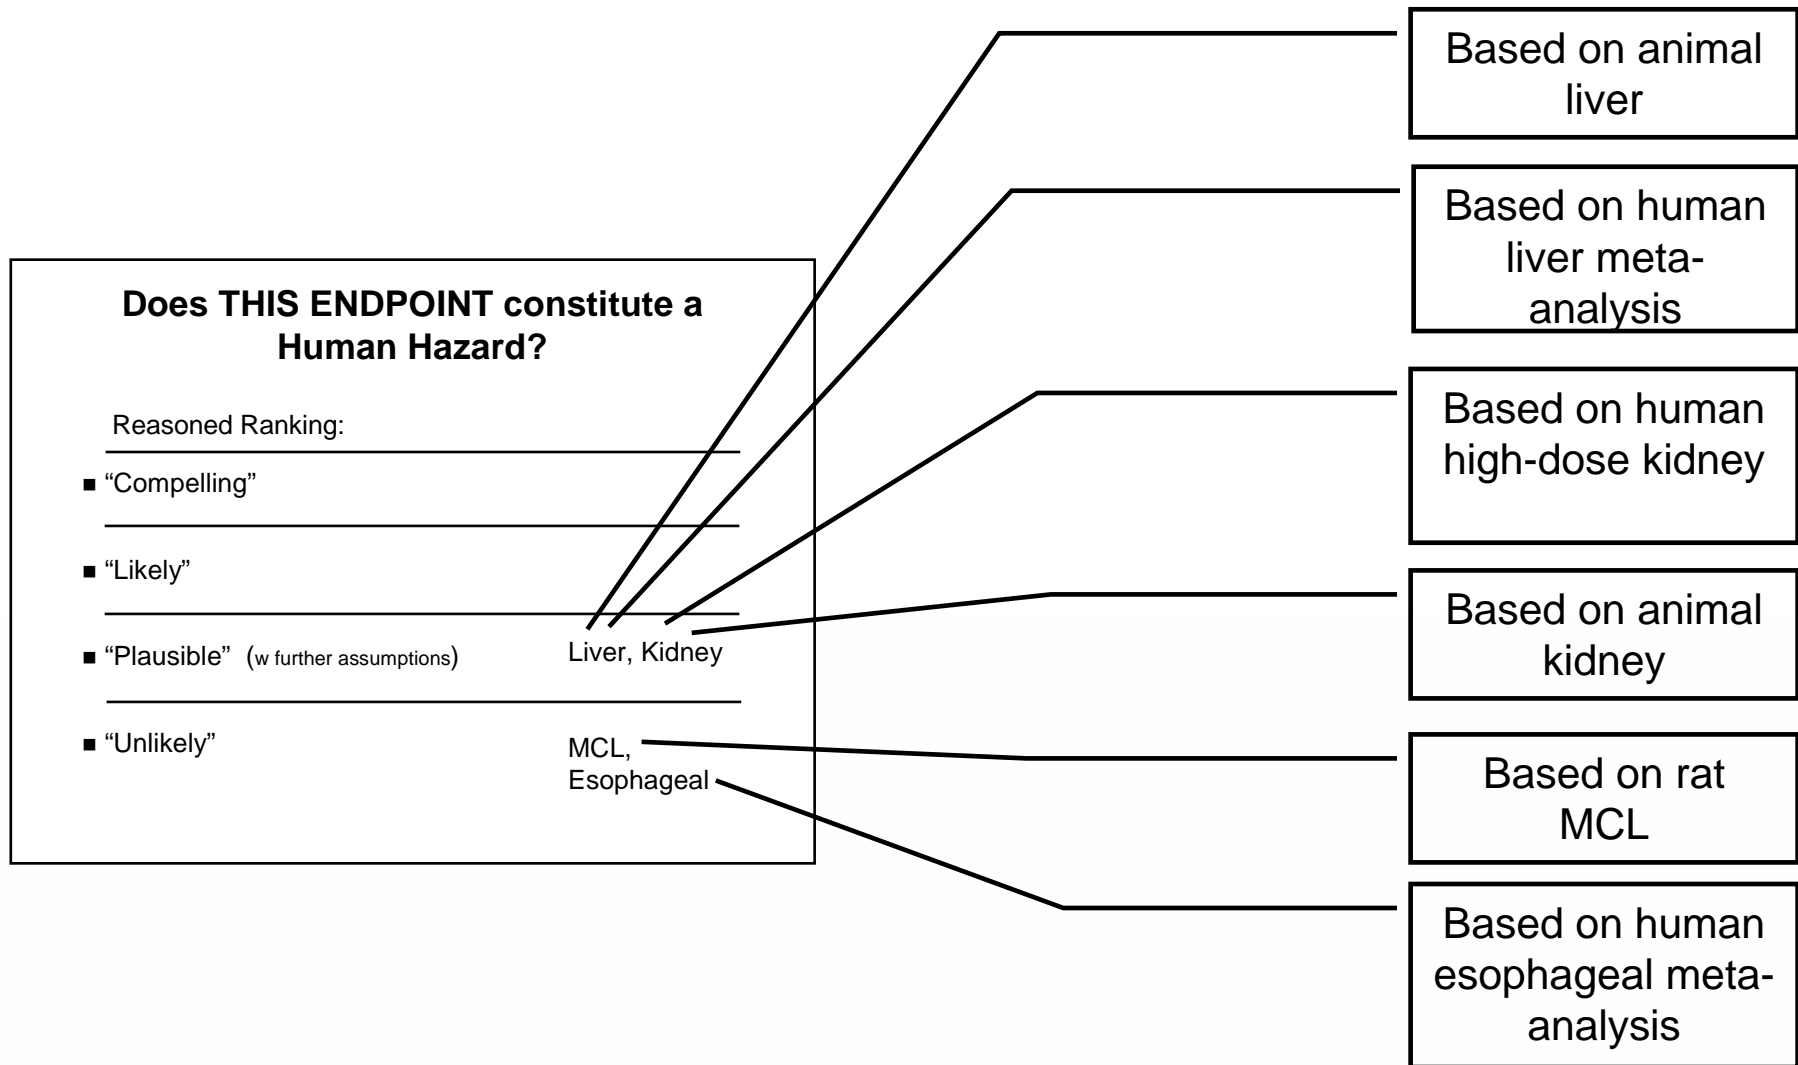 Does THIS ENDPOINT constitute a
Human Hazard?
Reasoned Ranking:
■ “Compelling”
■ “Likely”
■ “Plausible” (w further assumptions)
Liver, Kidney
■ “Unlikely”
MCL,
Esophageal
Based on animal
liver
Based on human
liver meta-
analysis
Based on human
high-dose kidney
Based on animal
kidney
Based on rat
MCL
Based on human
esophageal meta-
analysis